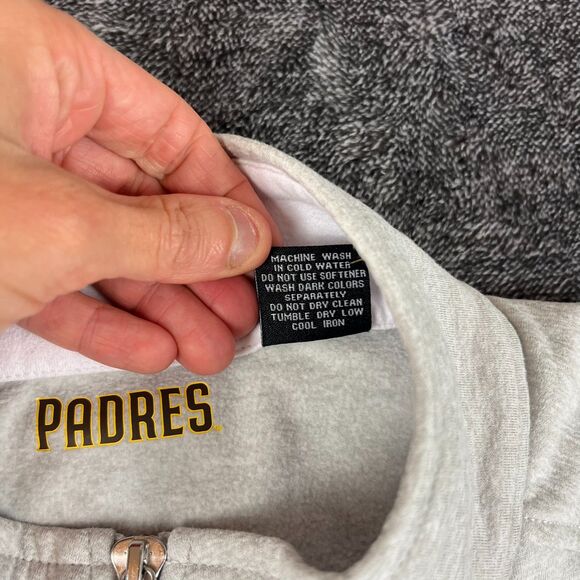 MACHINE WASH
IN COLD WATER
DO NOT USE SOFTENER
WASH DARK COLORS
SEPARATELY
DO NOT DRY CLEAN
TUMBLE DRY LOW
COOL IRON
PADRES